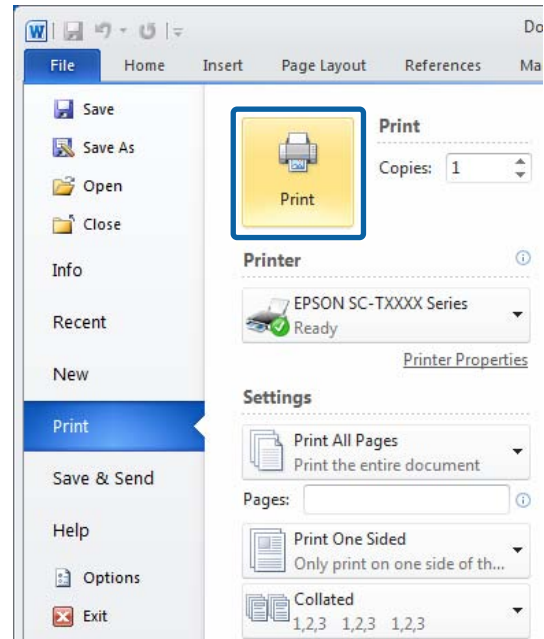 W Do
File Home Insert Page Layout References Ma
Save
Save As
Open
Close
Info
Recent
New
Print
Save & Send
Help
Options
Exit
Print
Print
Copies: 1
Printer
EPSON SC-TXXXX Series
Ready
Printer Properties
Settings
Print All Pages
Print the entire document
Pages:
Print One Sided
Only print on one side of th...
Collated
1,2,3 1,2,3 1,2,3